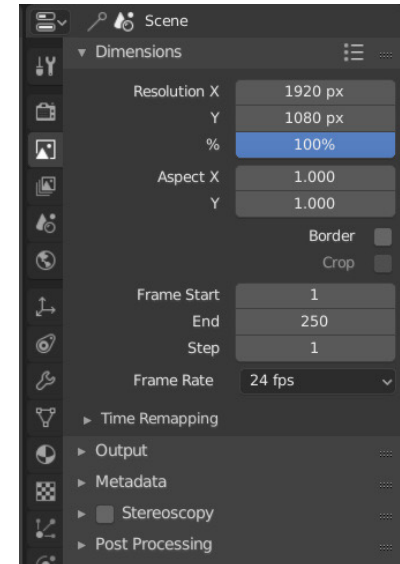 Scene
Dimensions
Resolution X 1920 px
Y 1080 px
% 100%
Aspect X 1.000
Y 1.000
Border
Crop
Frame Start 1
End 250
Step 1
Frame Rate 24 fps
Time Remapping
Output
Metadata
Stereoscopy
Post Processing